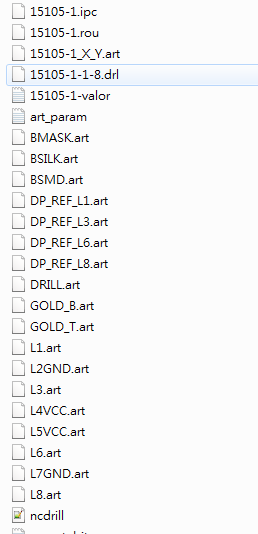 15105-1.ipc
15105-1.rou
15105-1_X_Y.art
15105-1-1-8.drl
15105-1-valor
art_param
BMASK.art
BSILK.art
BSMD.art
DP_REF_L1.art
DP_REF_L3.art
DP_REF_L6.art
DP_REF_L8.art
DRILL.art
GOLD_B.art
GOLD_T.art
L1.art
L2GND.art
L3.art
L4VCC.art
L5VCC.art
L6.art
L7GND.art
L8.art
ncdrill